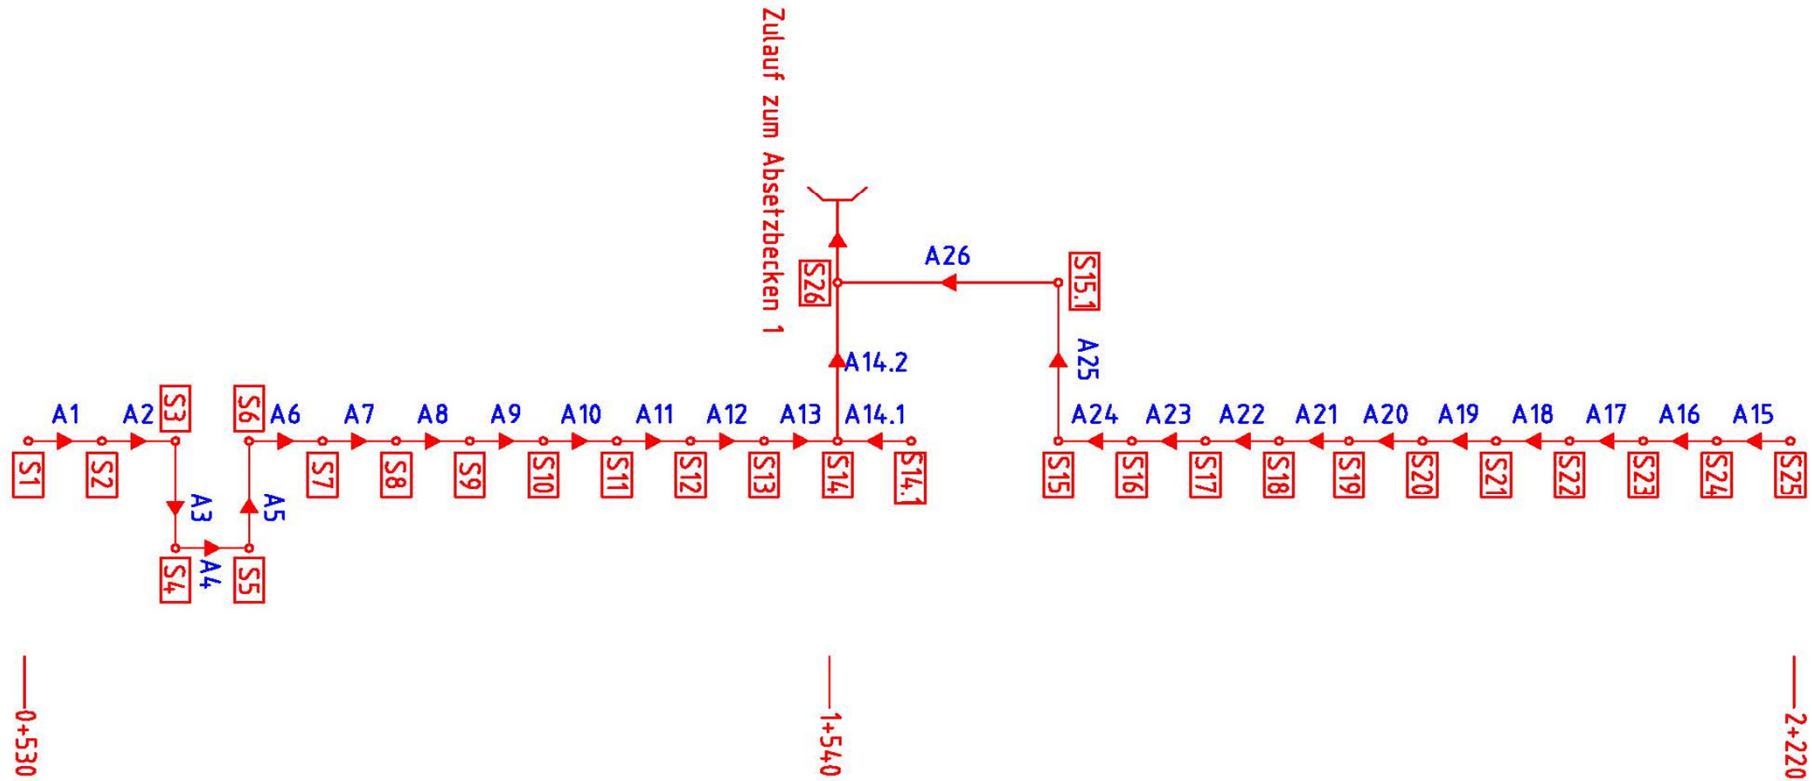 Zulauf zum Absetzbecken 1
S26
A26
S15.1
A14.2
A25
A1
A2
S3
S6
A6
A7
A8
A9
A10
A11
A12
A13
A14.1
A24
A23
A22
A21
A20
A19
A18
A17
A16
A15
S1
S2
S7
S8
S9
S10
S11
S12
S13
S14
S14.1
S15
S16
S17
S18
S19
S20
S21
S22
S23
S24
S25
A3
A5
S4
A4
S5
0+530
1+540
2+220